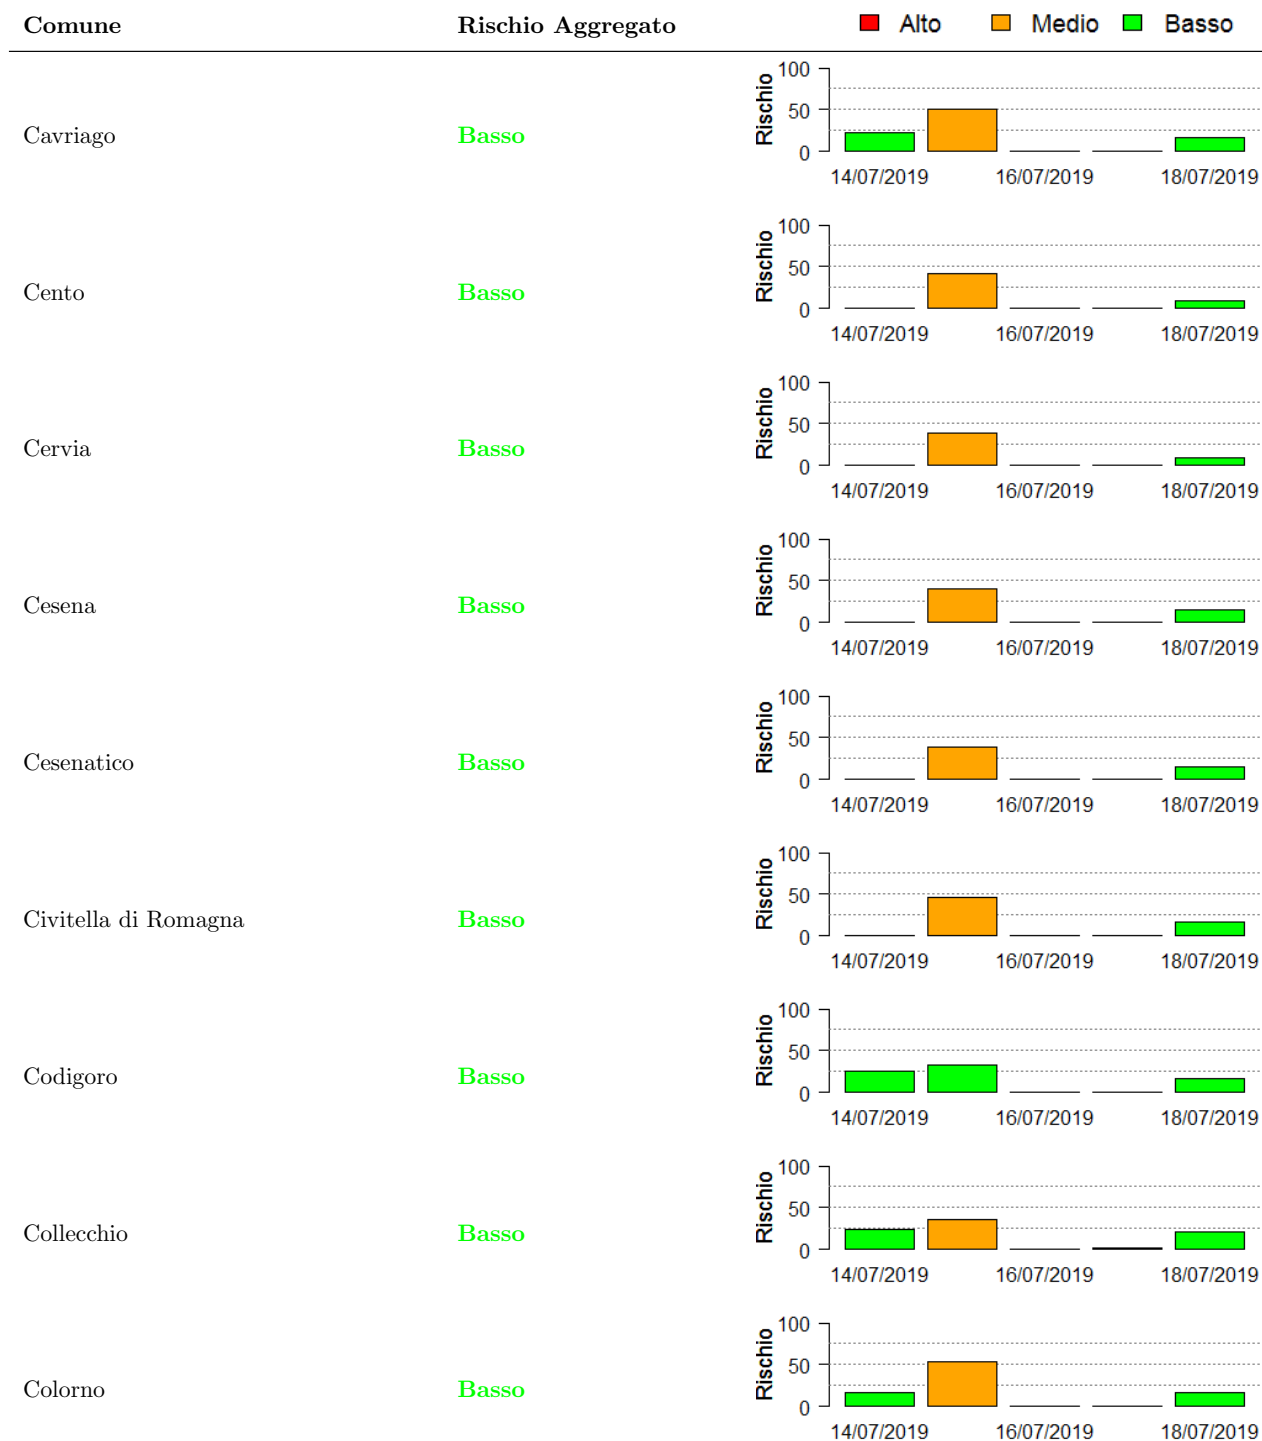 Comune Rischio Aggregato Alto Medio Basso
Cavriago Basso Rischio 100 50 0
14/07/2019 16/07/2019 18/07/2019
Cento Basso Rischio 100 50 0
14/07/2019 16/07/2019 18/07/2019
Cervia Basso Rischio 100 50 0
14/07/2019 16/07/2019 18/07/2019
Cesena Basso Rischio 100 50 0
14/07/2019 16/07/2019 18/07/2019
Cesenatico Basso Rischio 100 50 0
14/07/2019 16/07/2019 18/07/2019
Civitella di Romagna Basso Rischio 100 50 0
14/07/2019 16/07/2019 18/07/2019
Codigoro Basso Rischio 100 50 0
14/07/2019 16/07/2019 18/07/2019
Collecchio Basso Rischio 100 50 0
14/07/2019 16/07/2019 18/07/2019
Colorno Basso Rischio 100 50 0
14/07/2019 16/07/2019 18/07/2019